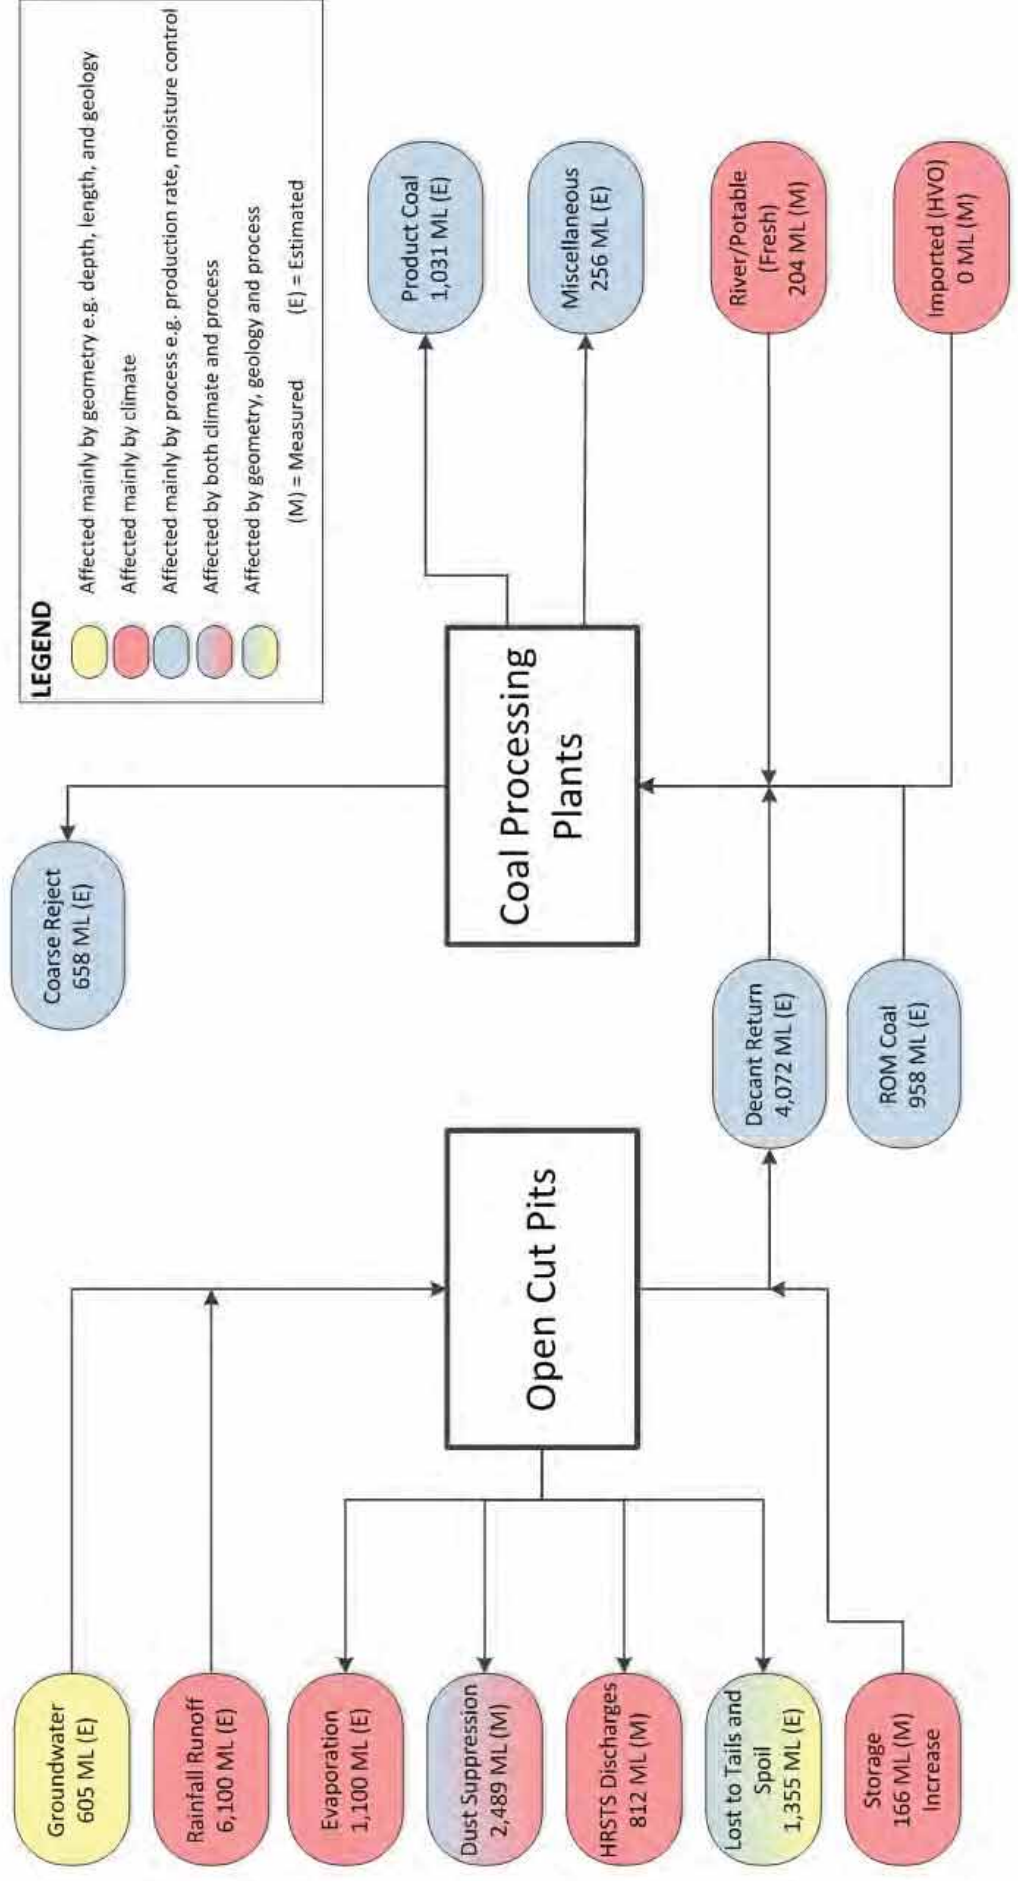 LEGEND
Affected mainly by geometry e.g. depth, length, and geology
Affected mainly by climate
Affected mainly by process e.g. production rate, moisture control
Affected by both climate and process
Affected by geometry, geology and process
(M) = Measured (E) = Estimated
Groundwater
605 ML (E)
Rainfall Runoff
6,100 ML (E)
Evaporation
1,100 ML (E)
Dust Suppression
2,489 ML (M)
HRSTS Discharges
812 ML (M)
Lost to Tails and
Spoil
1,355 ML (E)
Storage
166 ML (M)
Increase
Open Cut Pits
Decant Return
4,072 ML (E)
ROM Coal
958 ML (E)
Coarse Reject
658 ML (E)
Coal Processing
Plants
Product Coal
1,031 ML (E)
Miscellaneous
256 ML (E)
River/Potable
(Fresh)
204 ML (M)
Imported (HVO)
0 ML (M)